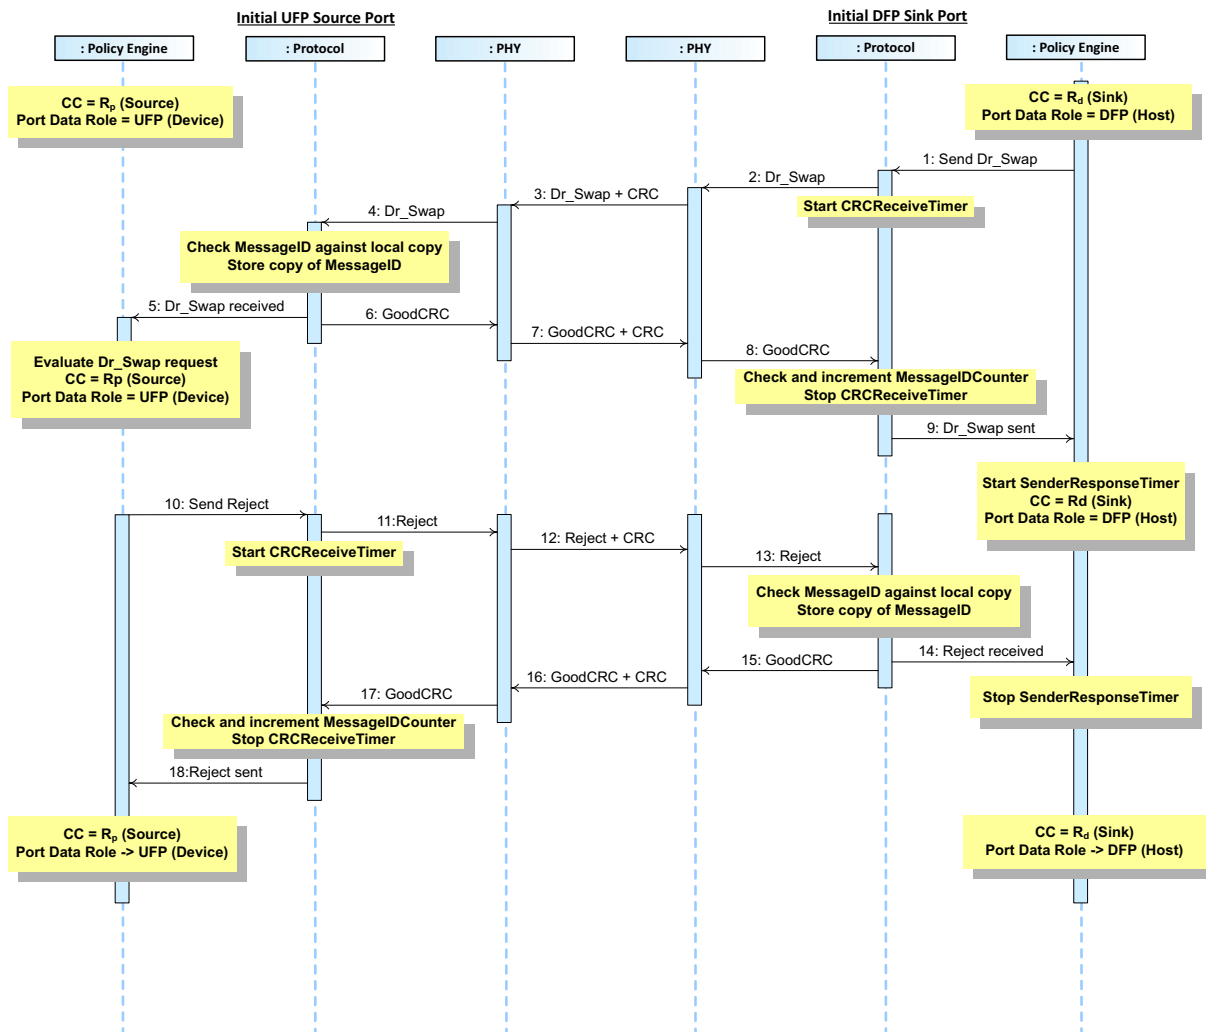 Initial UFP Source Port
Initial DFP Sink Port
: Policy Engine
: Protocol
: PHY
: PHY
: Protocol
: Policy Engine
CC = Rp (Source)
Port Data Role = UFP (Device)
CC = Rd (Sink)
Port Data Role = DFP (Host)
1: Send Dr_Swap
2: Dr_Swap
Start CRCReceiveTimer
3: Dr_Swap + CRC
4: Dr_Swap
Check MessageID against local copy
Store copy of MessageID
5: Dr_Swap received
6: GoodCRC
7: GoodCRC + CRC
8: GoodCRC
Evaluate Dr_Swap request
CC = Rp (Source)
Port Data Role = UFP (Device)
Check and increment MessageIDCounter
Stop CRCReceiveTimer
9: Dr_Swap sent
Start SenderResponseTimer
CC = Rd (Sink)
Port Data Role = DFP (Host)
10: Send Reject
11:Reject
Start CRCReceiveTimer
12: Reject + CRC
13: Reject
Check MessageID against local copy
Store copy of MessageID
14: Reject received
15: GoodCRC
16: GoodCRC + CRC
17: GoodCRC
Stop SenderResponseTimer
Check and increment MessageIDCounter
Stop CRCReceiveTimer
18:Reject sent
CC = Rp (Source)
Port Data Role -> UFP (Device)
CC = Rd (Sink)
Port Data Role -> DFP (Host)